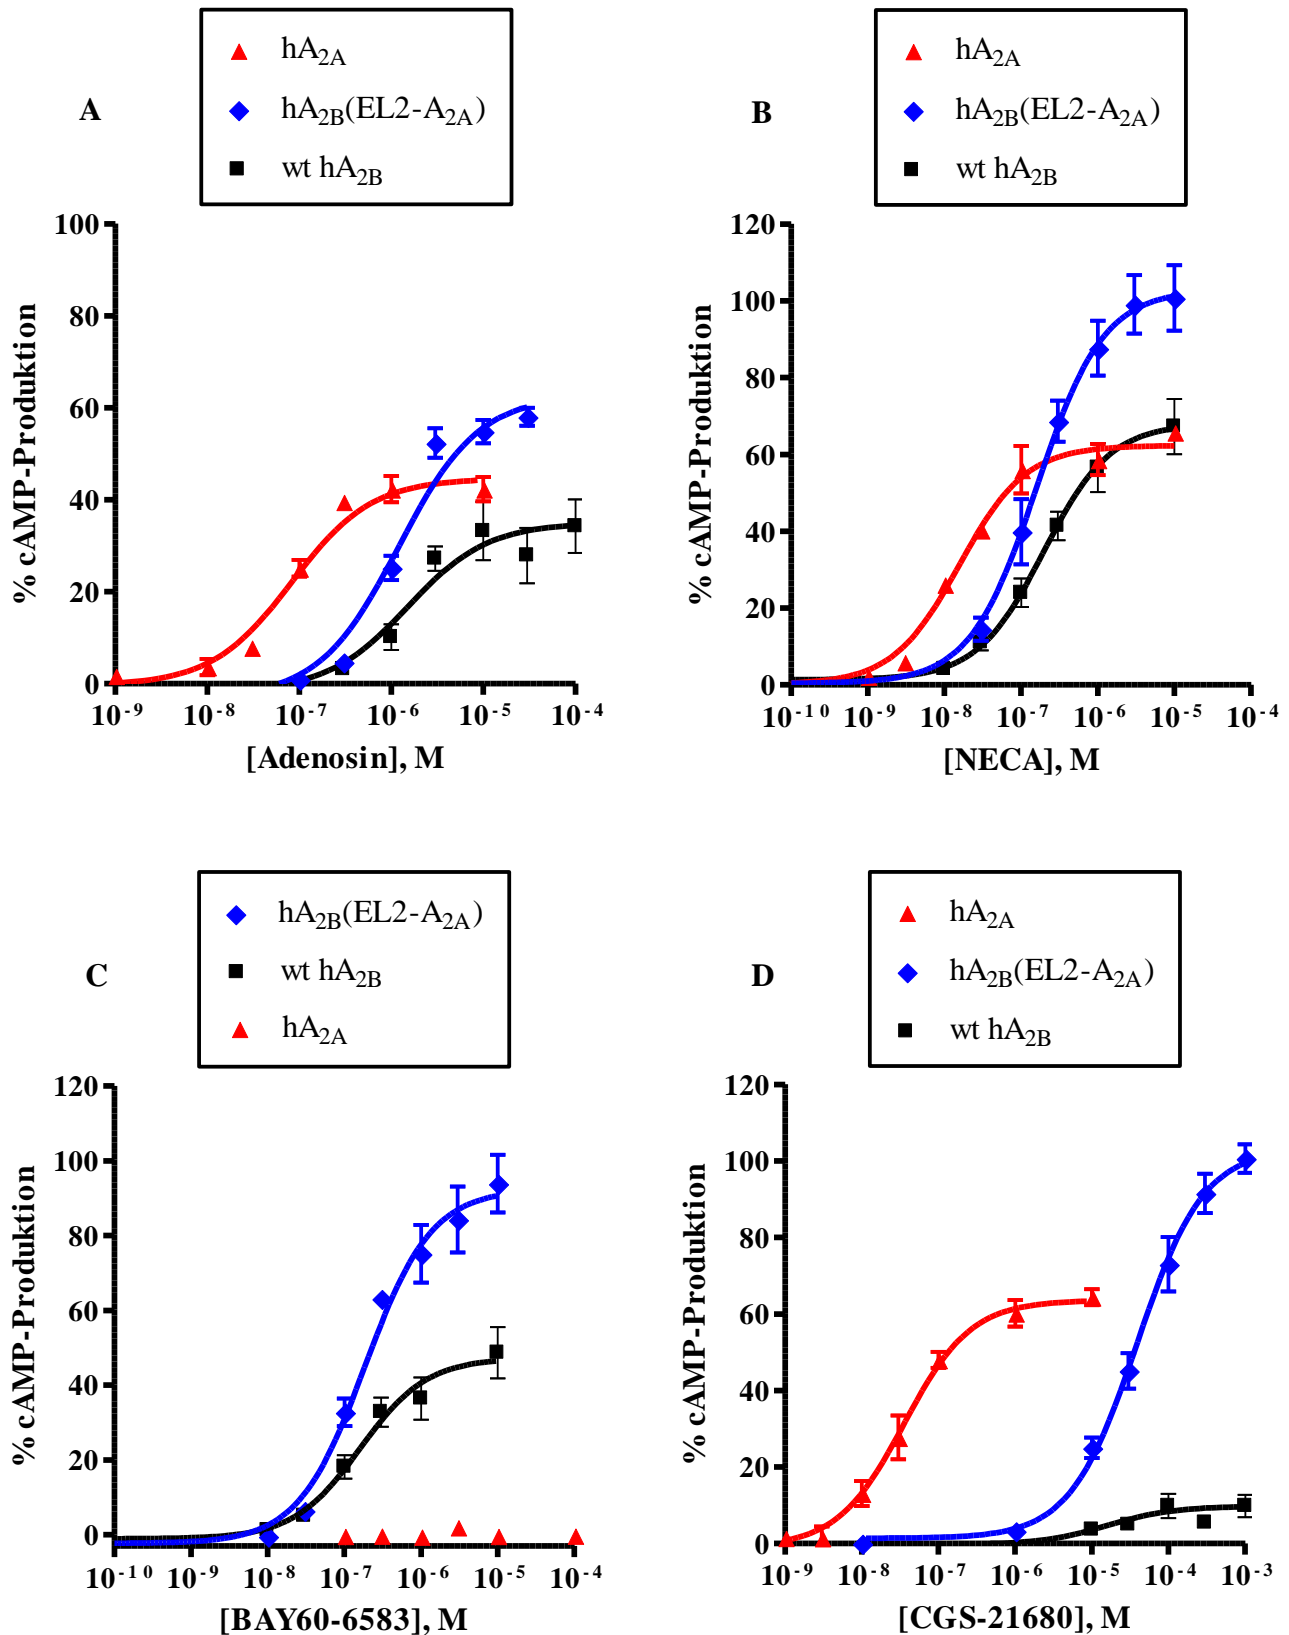 A
hA2A
hA2B(EL2-A2A)
wt hA2B
100
80
60
40
20
0
% cAMP-Produktion
10-9 10-8 10-7 10-6 10-5 10-4
[Adenosin], M
B
hA2A
hA2B(EL2-A2A)
wt hA2B
120
100
80
60
40
20
0
% cAMP-Produktion
10-10 10-9 10-8 10-7 10-6 10-5 10-4
[NECA], M
C
hA2B(EL2-A2A)
wt hA2B
hA2A
120
100
80
60
40
20
0
% cAMP-Produktion
10-10 10-9 10-8 10-7 10-6 10-5 10-4
[BAY60-6583], M
D
hA2A
hA2B(EL2-A2A)
wt hA2B
120
100
80
60
40
20
0
% cAMP-Produktion
10-9 10-8 10-7 10-6 10-5 10-4 10-3
[CGS-21680], M